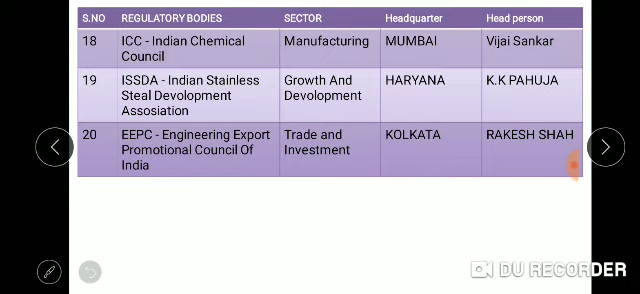 S.NO REGULATORY BODIES SECTOR Headquarter Head person
18 ICC - Indian Chemical Manufacturing MUMBAI Vijai Sankar
Council
19 ISSDA - Indian Stainless Growth And HARYANA K.K PAHUJA
Steal Devolopment Devolopment
Assosiation
20 EEPC - Engineering Export Trade and KOLKATA RAKESH SHAH
Promotional Council Of Investment
India
DU RECORDER